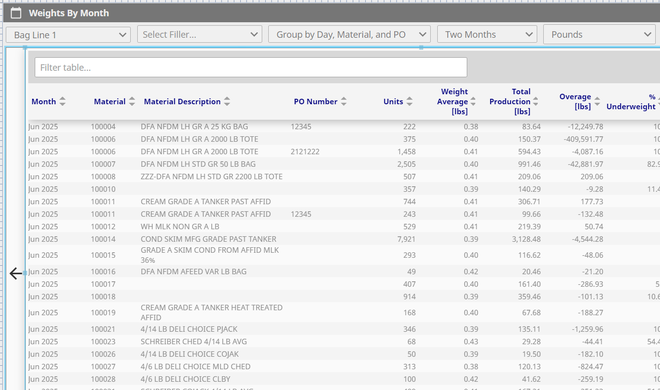 Weights By Month
Bag Line 1 Select Filler... Group by Day, Material, and PO Two Months Pounds
Filter table...
Month Material Material Description PO Number Units Weight Average [lbs] Total Production [lbs] Overage [lbs] % Underweight
Jun 2025 100004 DFA NFDM LH GR A 25 KG BAG 12345 222 0.38 83.64 -12,249.78 10
Jun 2025 100006 DFA NFDM LH GR A 2000 LB TOTE 375 0.40 150.37 -409,591.77 10
Jun 2025 100006 DFA NFDM LH GR A 2000 LB TOTE 2121222 1,458 0.41 594.43 -4,087.16 10
Jun 2025 100007 DFA NFDM LH STD GR 50 LB BAG 2,505 0.40 991.46 -42,881.97 82.9
Jun 2025 100008 ZZZ-DFA NFDM LH STD GR 2200 LB TOTE 507 0.41 209.06 209.06
Jun 2025 100010 357 0.39 140.29 -9.28 11.4
Jun 2025 100011 CREAM GRADE A TANKER PAST AFFID 744 0.41 306.71 177.73
Jun 2025 100011 CREAM GRADE A TANKER PAST AFFID 12345 243 0.41 99.66 -132.48
Jun 2025 100012 WH MLK NON GR A LB 529 0.41 219.39 50.74
Jun 2025 100014 COND SKIM MFG GRADE PAST TANKER 7,921 0.39 3,128.48 -4,544.28
Jun 2025 100015 GRADE A SKIM COND FROM AFFID MLK 36% 293 0.40 116.62 -48.06
Jun 2025 100016 DFA NFDM AFEED VAR LB BAG 49 0.42 20.46 -21.20
Jun 2025 100017 407 0.40 161.40 -286.93 5
Jun 2025 100018 914 0.39 359.46 -101.13 10.6
Jun 2025 100019 CREAM GRADE A TANKER HEAT TREATED AFFID 168 0.40 67.68 -188.27
Jun 2025 100021 4/14 LB DELI CHOICE PJACK 346 0.39 135.11 -1,259.96 10
Jun 2025 100023 SCHREIBER CHED 4/14 LB AVG 68 0.43 29.28 -44.41 54.4
Jun 2025 100026 4/14 LB DELI CHOICE COJAK 50 0.39 19.50 -182.10 10
Jun 2025 100027 4/6 LB DELI CHOICE MLD CHED 313 0.38 120.13 -824.47 10
Jun 2025 100028 4/6 LB DELI CHOICE CLBY 100 0.42 41.62 -259.19 10